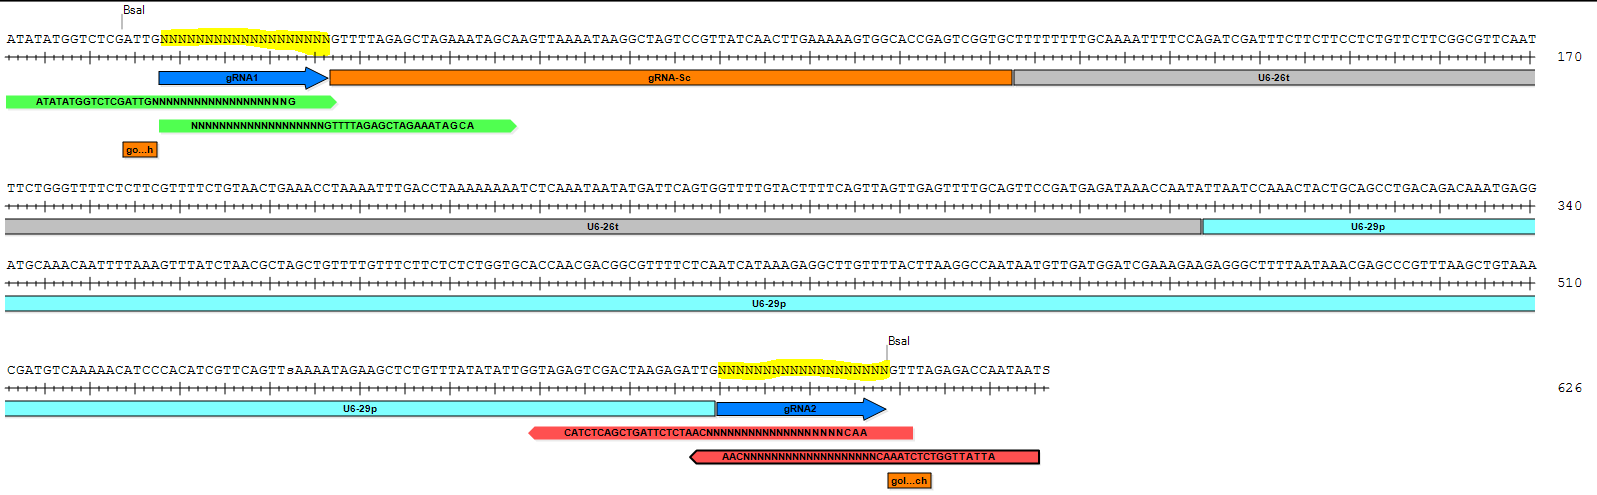 BsaI
ATATATGGTCTCGATTGNNNNNNNNNNNNNNNNNNNGTTTTAGAGCTAGAAATAGCAAGTTAAAATAAGGCTAGTCCGTTATCAACTTGAAAAAGTGGCACCGAGTCGGTGCTTTTTTTTGCAAAATTTTCCAGATCGATTTCTTCTTCCTCTGTTCTTCGGCGTTCAAT
170
gRNA1 gRNA-Sc U6-26t
ATATATGGTCTCGATTGNNNNNNNNNNNNNNNNNNNG
NNNNNNNNNNNNNNNNNNNGTTTTAGAGCTAGAAATAGCA
go...h
TTCTGGGTTTTCTCTTCGTTTTCTGTAACTGAAACCTAAAATTTGACCTAAAAAAAATCTCAAATAATATGATTCAGTGGTTTTGTACTTTTCAGTTAGTTGAGTTTTGCAGTTCCGATGAGATAAACCAATATTAATCCAAACTACTGCAGCCTGACAGACAAATGAGG
340
U6-26t U6-29p
ATGCAAACAATTTTAAAGTTTATCTAACGCTAGCTGTTTTGTTTCTTCTCTCTGGTGCACCAACGACGGCGTTTTCTCAATCATAAAGAGGCTTGTTTTACTTAAGGCCAATAATGTTGATGGATCGAAAGAAGAGGGCTTTTAATAAACGAGCCCGTTTAAGCTGTAAA
510
U6-29p
BsaI
CGATGTCAAAAACATCCCACATCGTTCAGTTsAAAATAGAAGCTCTGTTTATATATTGGTAGAGTCGACTAAGAGATTGNNNNNNNNNNNNNNNNNNNGTTTAGAGACCAATAATS
626
U6-29p gRNA2
CATCTCAGCTGATTCTCTAACNNNNNNNNNNNNNNNNNNNCAA
AACNNNNNNNNNNNNNNNNNNNCAAATCTCTGGTTATTA
gol...ch